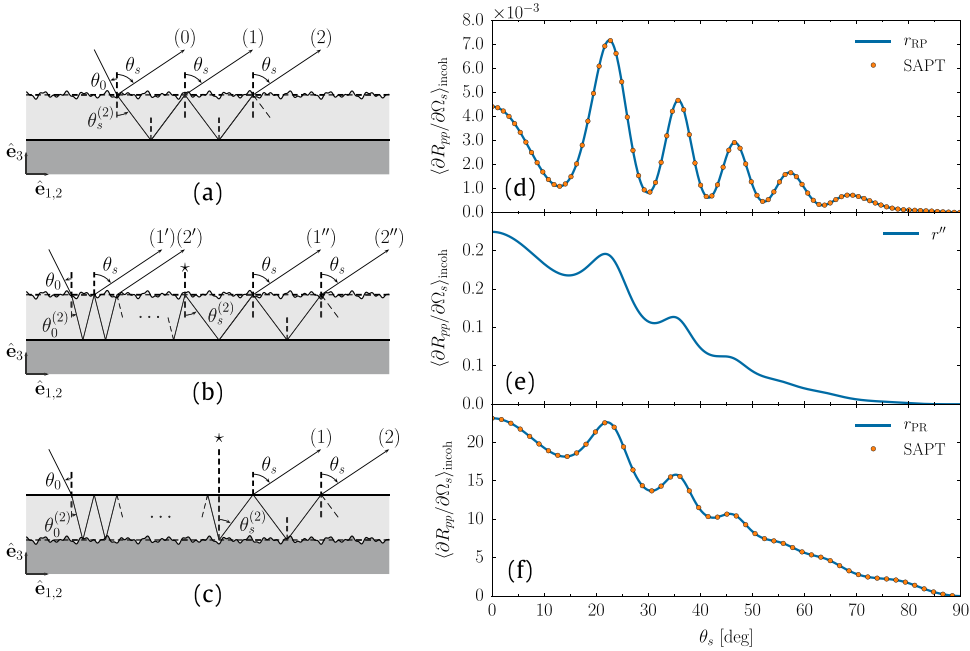 (0) (1) (2)
θ₀ θₛ θₛ θₛ
θₛ⁽²⁾
ê₃
ê₁,₂
(a)
(1′)(2′) (1″) (2″)
θ₀ θₛ ⋆ θₛ θₛ
θ₀⁽²⁾ ··· θₛ⁽²⁾
ê₃
ê₁,₂
(b)
⋆ (1) (2)
θ₀ θₛ θₛ
θ₀⁽²⁾ ··· θₛ⁽²⁾
ê₃
ê₁,₂
(c)
×10⁻³
8.0
7.0
6.0
5.0
4.0
3.0
2.0
1.0
0.0
⟨∂Rₚₚ/∂Ωₛ⟩incoh
r_RP
SAPT
(d)
0.2
0.2
0.1
0.1
0.0
⟨∂Rₚₚ/∂Ωₛ⟩incoh
r″
(e)
20
15
10
5
0
⟨∂Rₚₚ/∂Ωₛ⟩incoh
r_PR
SAPT
(f)
0 10 20 30 40 50 60 70 80 90
θₛ [deg]